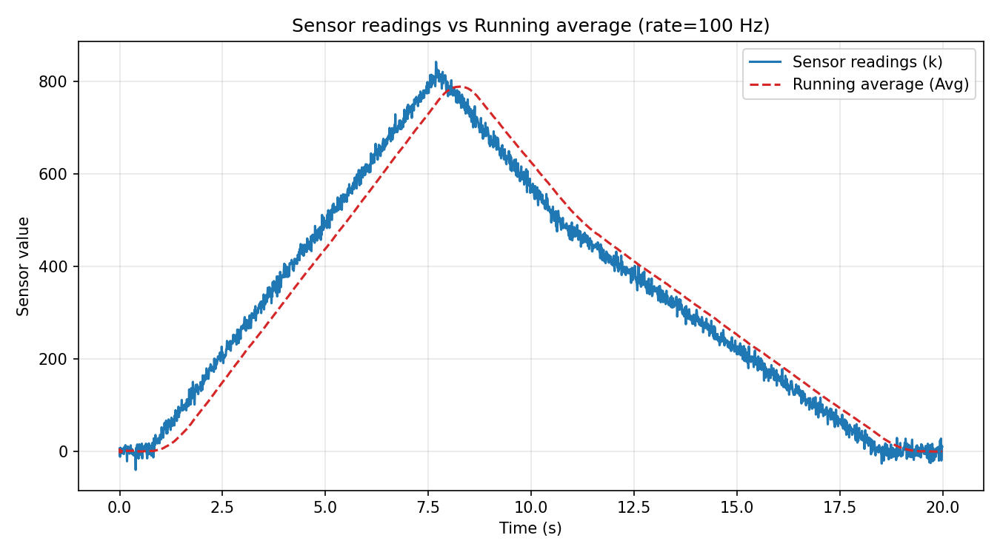 Sensor readings vs Running average (rate=100 Hz)
Sensor readings (k)
Running average (Avg)
Sensor value
800
600
400
200
0
0.0 2.5 5.0 7.5 10.0 12.5 15.0 17.5 20.0
Time (s)